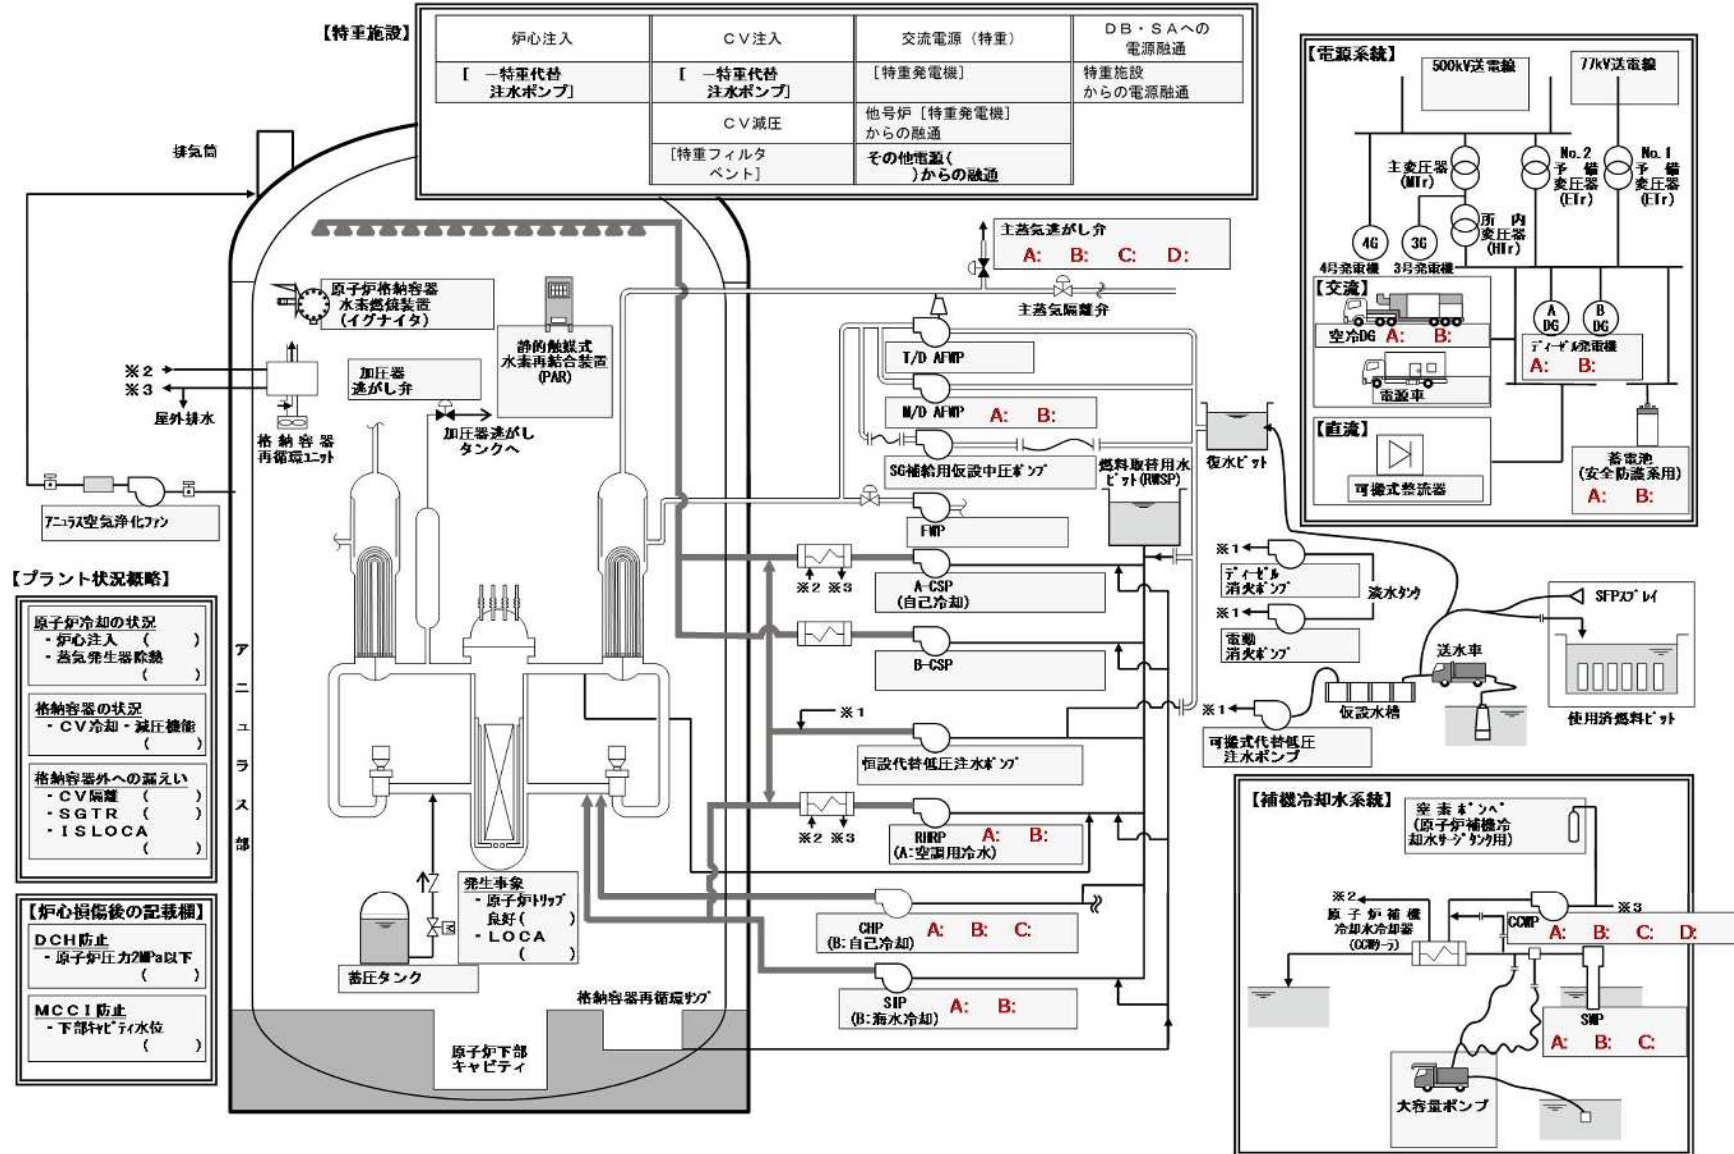 【特重施設】
炉心注入
ＣＶ注入
交流電源（特重）
ＤＢ・ＳＡへの
電源融通
[ －特重代替
注水ポンプ]
[ －特重代替
注水ポンプ]
[特重発電機]
特重施設
からの電源融通
ＣＶ減圧
他号炉［特重発電機］
からの融通
[特重フィルタ
ベント]
その他電源(
)からの融通
排気筒
主蒸気逃がし弁
A: B: C: D:
主蒸気隔離弁
原子炉格納容器
水素燃焼装置
(イグナイタ)
静的触媒式
水素再結合装置
(PAR)
※２
※３
屋外排水
格納容器
再循環ユニット
加圧器
逃がし弁
加圧器逃がし
タンクへ
アニュラス空気浄化ファン
T/D AFWP
M/D AFWP A: B:
SG補給用仮設中圧ポンプ
FWP
燃料取替用水
ピット(RWSP)
復水ピット
※2 ※3
A-CSP
(自己冷却)
B-CSP
※１
恒設代替低圧注水ポンプ
※2 ※3
RHRP A: B:
(A:空調用冷水)
CHP A: B: C:
(B:自己冷却)
SIP A: B:
(B:海水冷却)
アニュラス部
【プラント状況概略】
原子炉冷却の状況
・炉心注入 ( )
・蒸気発生器除熱
( )
格納容器の状況
・ＣＶ冷却・減圧機能
( )
格納容器外への漏えい
・ＣＶ隔離 ( )
・ＳＧＴＲ ( )
・ＩＳＬＯＣＡ
( )
【炉心損傷後の記載欄】
DCH防止
・原子炉圧力2MPa以下
( )
ＭＣＣＩ防止
・下部キャビティ水位
( )
蓄圧タンク
発生事象
・原子炉トリップ
良好( )
・LOCA
( )
格納容器再循環サンプ
原子炉下部
キャビティ
【電源系統】
500kV送電線
77kV送電線
主変圧器
(MTr)
No.2
予備
変圧器
(ETr)
No.1
予備
変圧器
(ETr)
所内
変圧器
(HTr)
4G
3G
4号発電機
3号発電機
【交流】
空冷DG A: B:
電源車
A
DG
B
DG
ディーゼル発電機
A: B:
【直流】
可搬式整流器
蓄電池
(安全防護系用)
A: B:
※1
ディーゼル
消火ポンプ
淡水タンク
※1
電動
消火ポンプ
※1
可搬式代替低圧
注水ポンプ
仮設水槽
送水車
SFPスプレイ
使用済燃料ピット
【補機冷却水系統】
窒素ボンベ
(原子炉補機冷
却水サージタンク用)
※2
原子炉補機
冷却水冷却器
(CCWクーラ)
※3
CCWP
A: B: C: D:
SWP
A: B: C:
大容量ポンプ